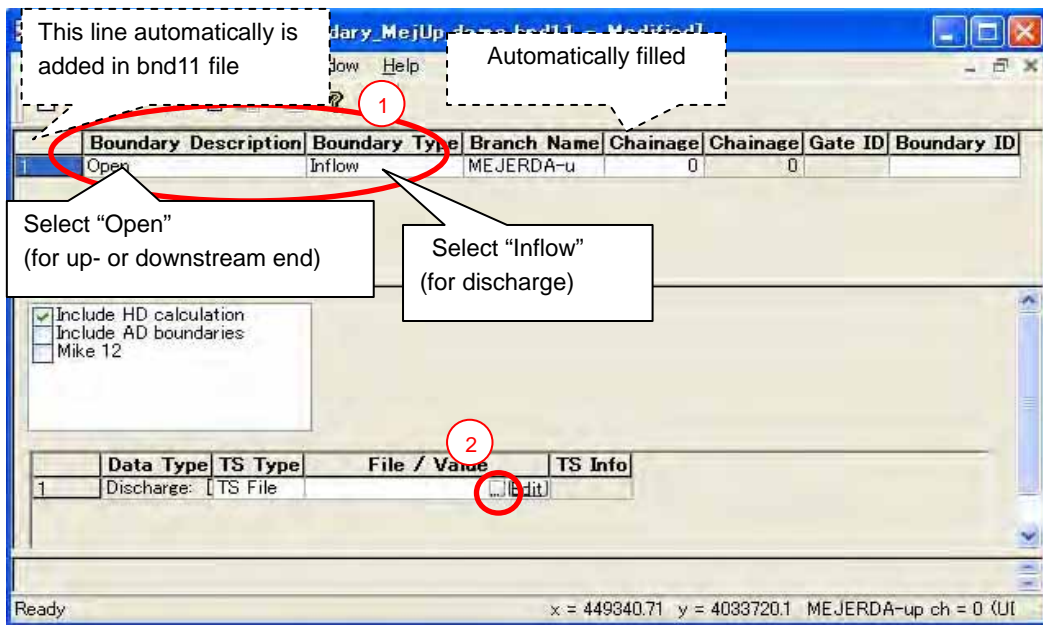 This line automatically is
added in bnd11 file
Automatically filled
Help
1
Boundary Description Boundary Type Branch Name Chainage Chainage Gate ID Boundary ID
1 Open Inflow MEJERDA-u 0 0
Select “Open”
(for up- or downstream end)
Select “Inflow”
(for discharge)
Include HD calculation
Include AD boundaries
Mike 12
2
Data Type TS Type File / Value TS Info
1 Discharge: [ TS File ... Edit
Ready x = 449340.71 y = 4033720.1 MEJERDA-up ch = 0 (UI